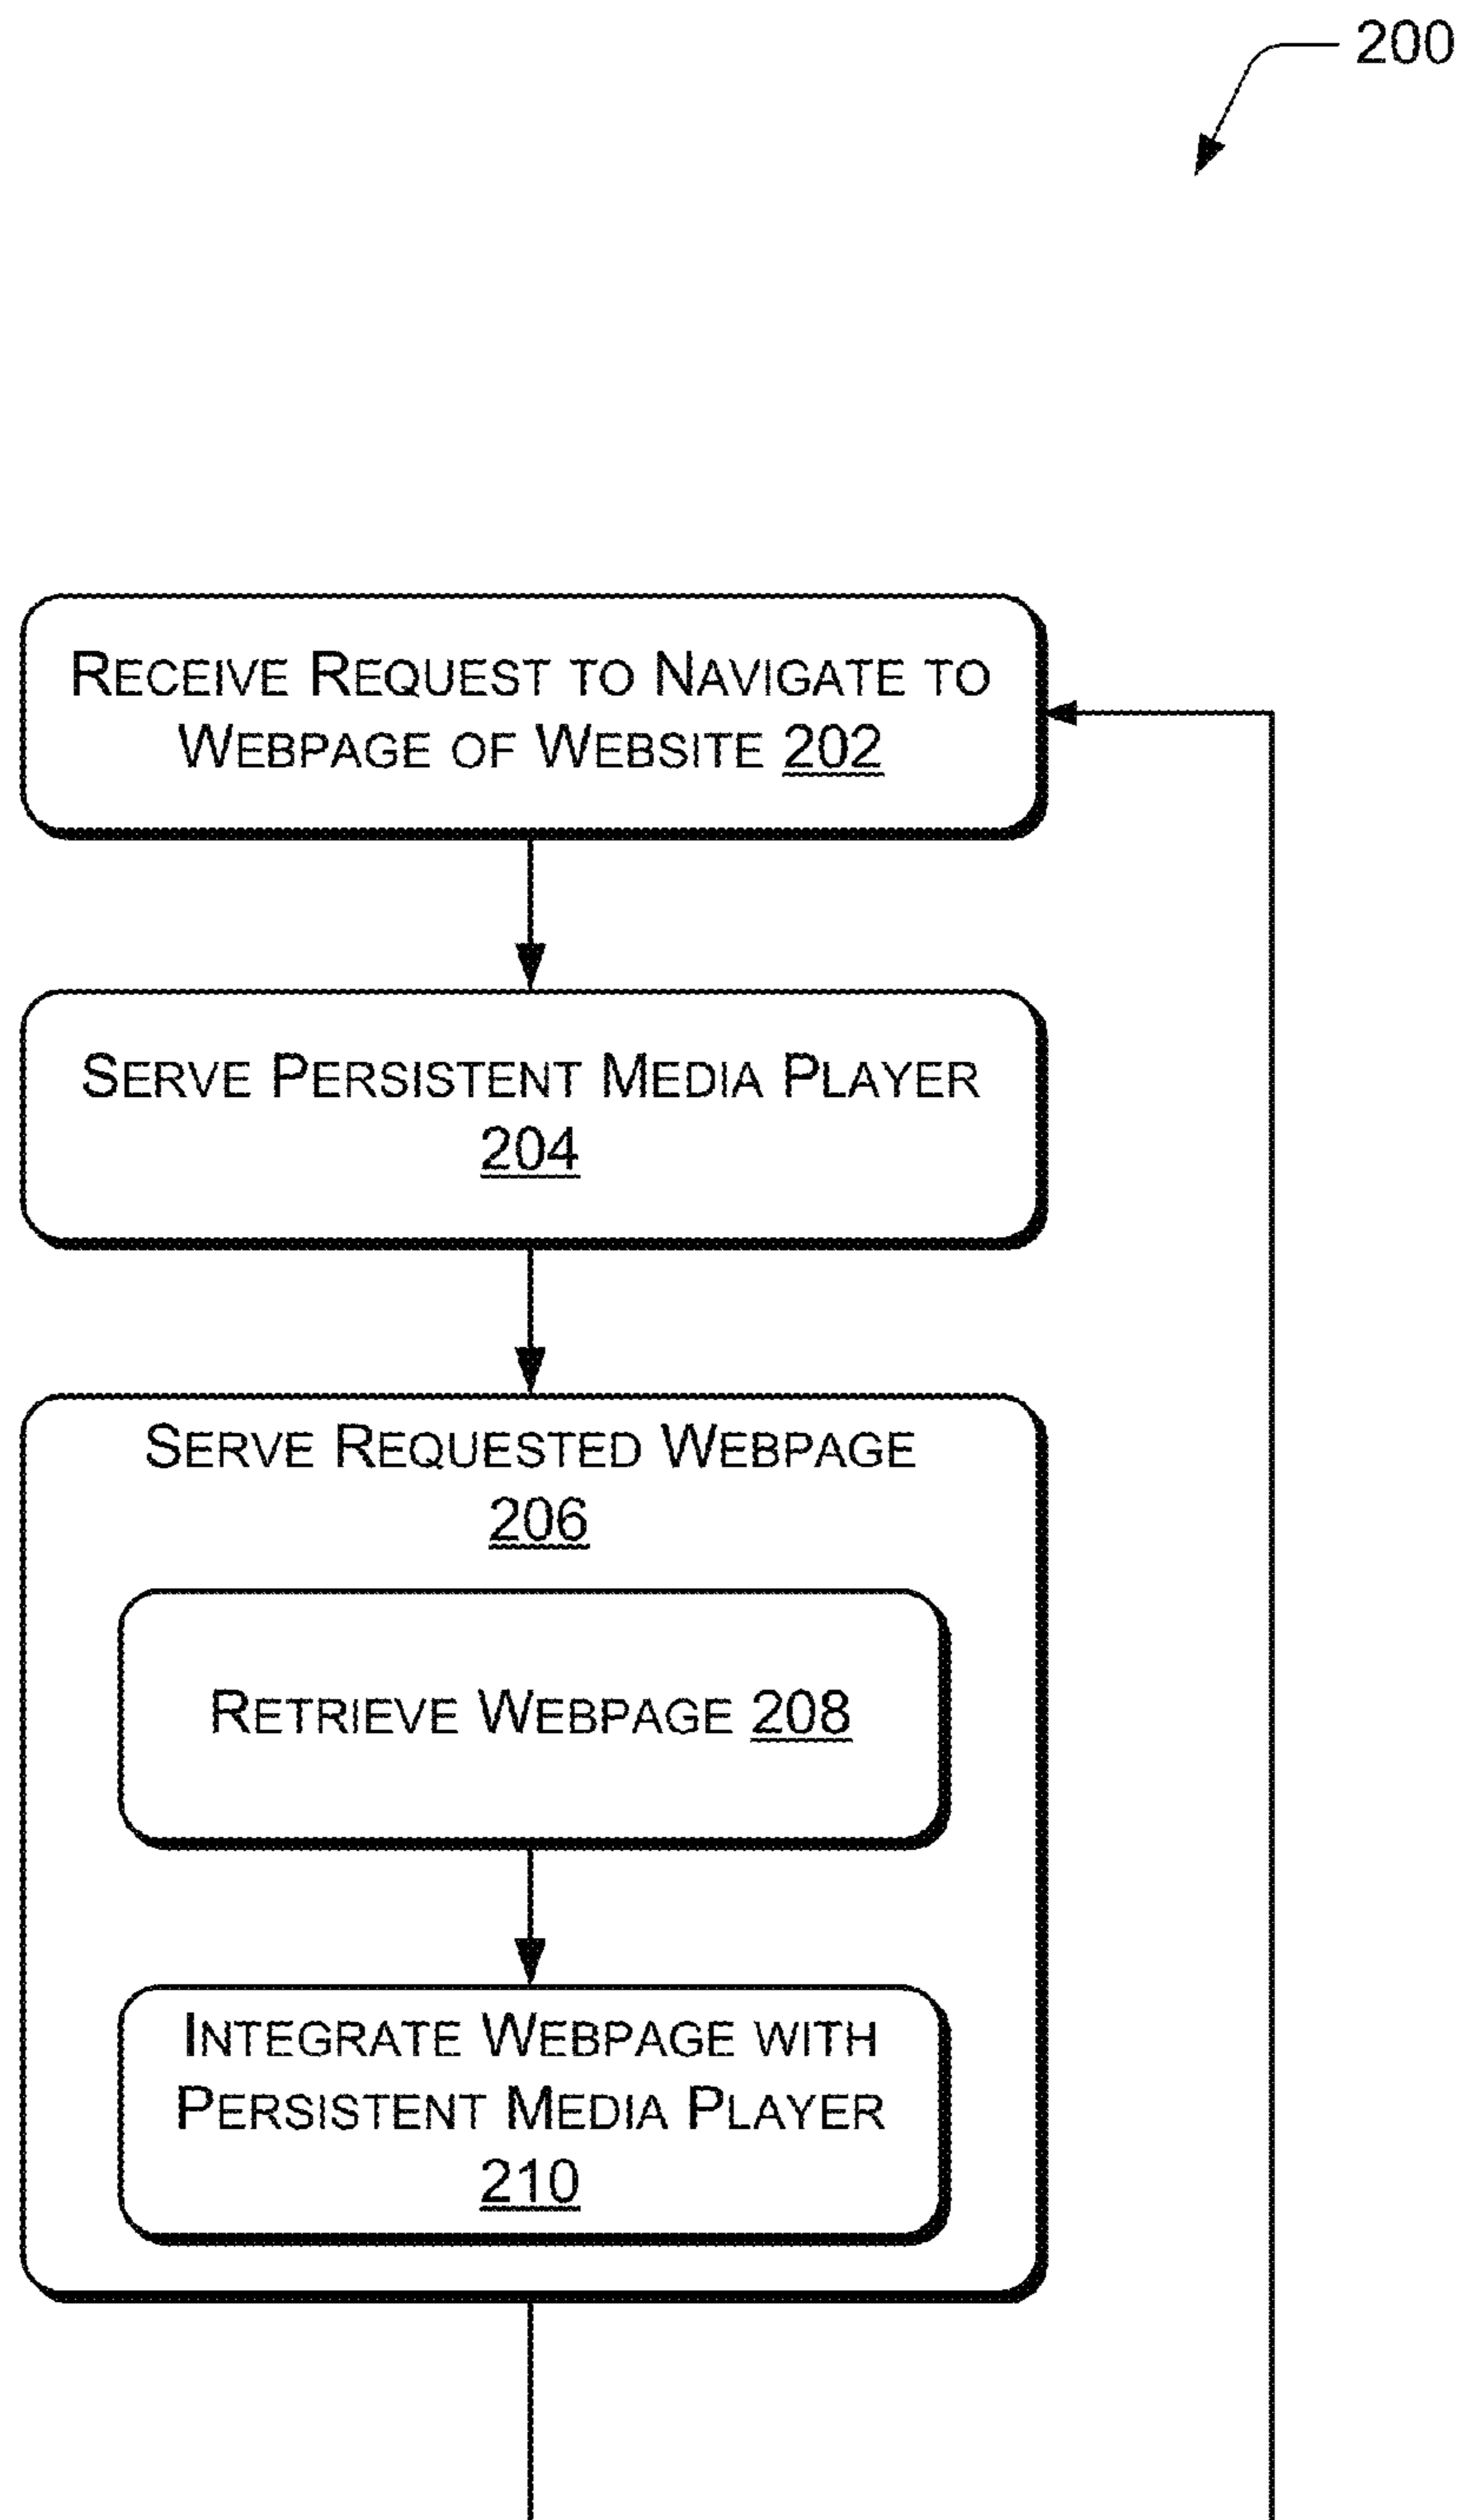 200
RECEIVE REQUEST TO NAVIGATE TO
WEBPAGE OF WEBSITE 202
SERVE PERSISTENT MEDIA PLAYER
204
SERVE REQUESTED WEBPAGE
206
RETRIEVE WEBPAGE 208
INTEGRATE WEBPAGE WITH
PERSISTENT MEDIA PLAYER
210